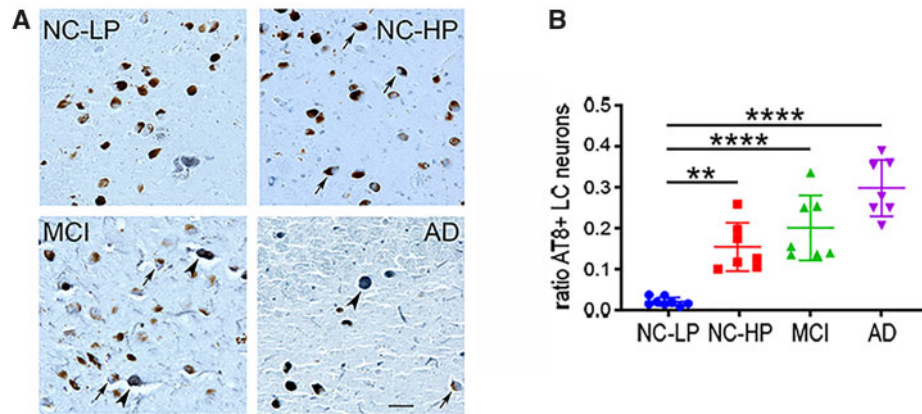 A
NC-LP
NC-HP
MCI
AD
B
ratio AT8+ LC neurons
0.5
0.4
0.3
0.2
0.1
0.0
****
****
**
NC-LP
NC-HP
MCI
AD